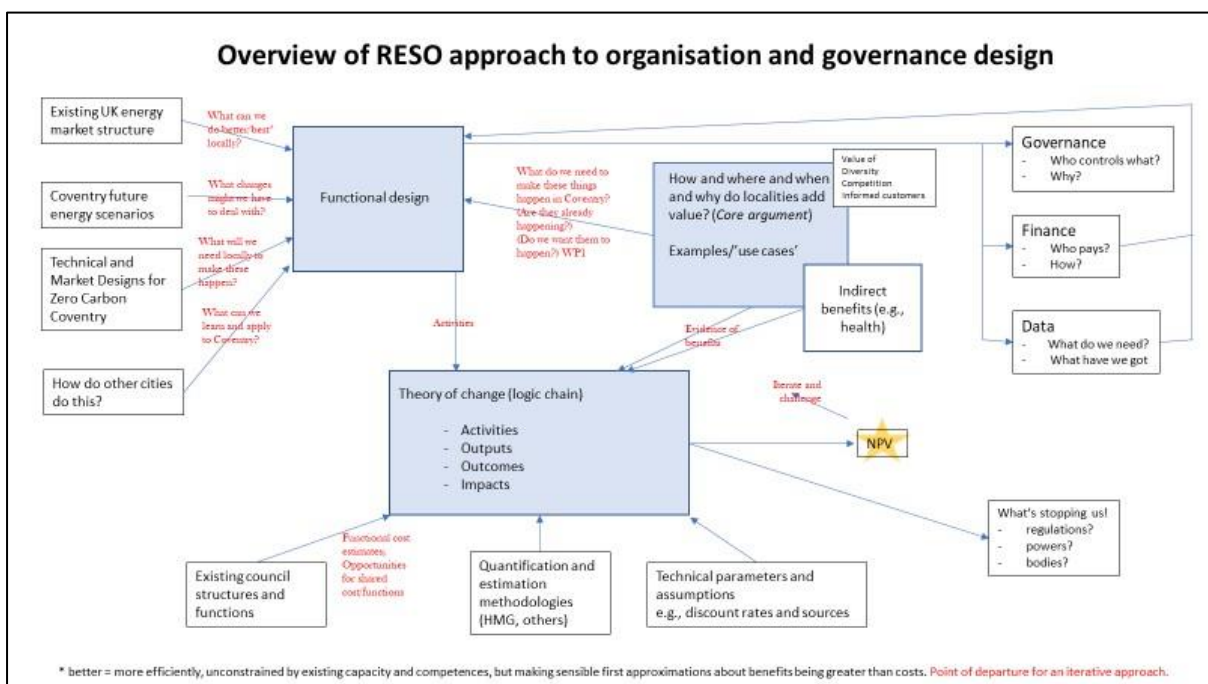 Overview of RESO approach to organisation and governance design
Existing UK energy
market structure
What can we
do better/best*
locally?
Coventry future
energy scenarios
What changes
might we have
to deal with?
Technical and
Market Designs for
Zero Carbon
Coventry
What will we
need locally to
make these
happen?
What can we
learn and apply
to Coventry?
How do other cities
do this?
Functional design
What do we need to
make these things
happen in Coventry?
(Are they already
happening?)
(Do we want them to
happen?) WP1
How and where and when
and why do localities add
value? (Core argument)
Examples/'use cases'
Value of
Diversity
Competition
Informed customers
Indirect
benefits (e.g.,
health)
Governance
- Who controls what?
- Why?
Finance
- Who pays?
- How?
Data
- What do we need?
- What have we got
Activities
Evidence of
benefits
Theory of change (logic chain)
- Activities
- Outputs
- Outcomes
- Impacts
Iterate and
challenge
NPV
What's stopping us!
- regulations?
- powers?
- bodies?
Existing council
structures and
functions
Functional cost
estimates;
Opportunities
for shared
cost/functions
Quantification and
estimation
methodologies
(HMG, others)
Technical parameters and
assumptions
e.g., discount rates and sources
* better = more efficiently, unconstrained by existing capacity and competences, but making sensible first approximations about benefits being greater than costs. Point of departure for an iterative approach.